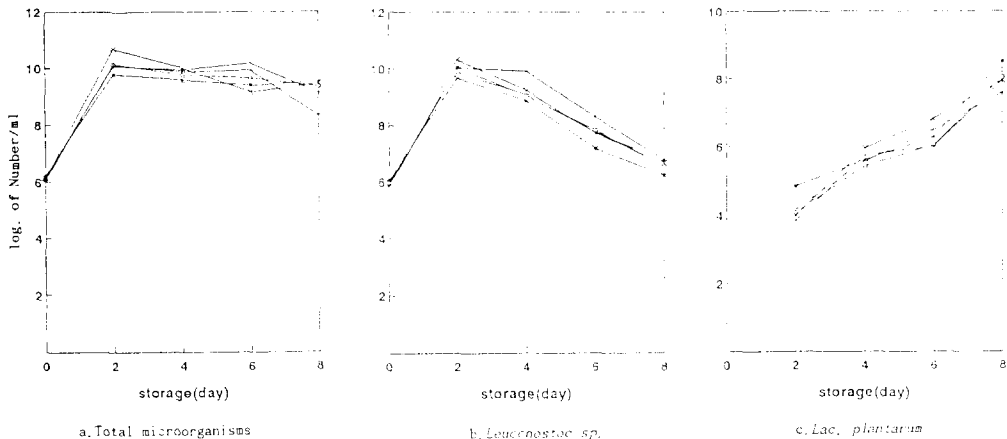 log. of Number/ml
12
10
8
6
4
2
0 2 4 6 8
storage(day)
a. Total microorganisms
12
10
8
6
4
2
0 2 4 6 8
storage(day)
b. Leuconostoc sp.
10
8
6
4
2
0 2 4 6 8
storage(day)
c. Lac. plantarum